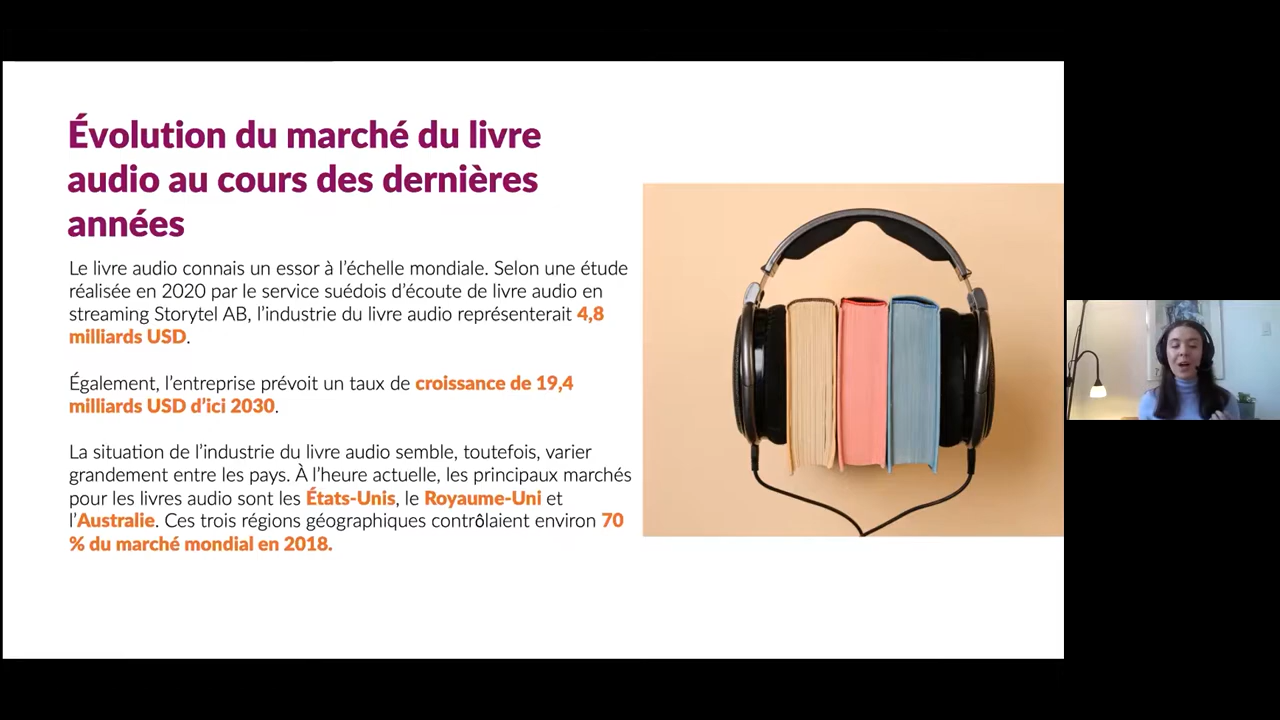 Évolution du marché du livre
audio au cours des dernières
années
Le livre audio connais un essor à l’échelle mondiale. Selon une étude
réalisée en 2020 par le service suédois d’écoute de livre audio en
streaming Storytel AB, l’industrie du livre audio représenterait 4,8
milliards USD.
Également, l’entreprise prévoit un taux de croissance de 19,4
milliards USD d’ici 2030.
La situation de l’industrie du livre audio semble, toutefois, varier
grandement entre les pays. À l’heure actuelle, les principaux marchés
pour les livres audio sont les États-Unis, le Royaume-Uni et
l’Australie. Ces trois régions géographiques contrôlaient environ 70
% du marché mondial en 2018.